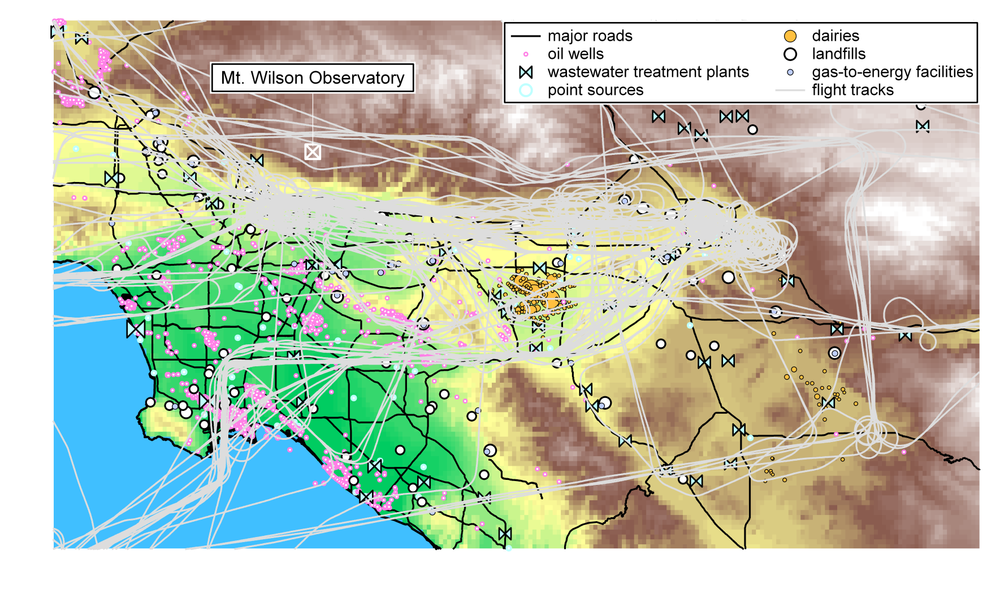 Mt. Wilson Observatory
major roads
oil wells
wastewater treatment plants
point sources
dairies
landfills
gas-to-energy facilities
flight tracks